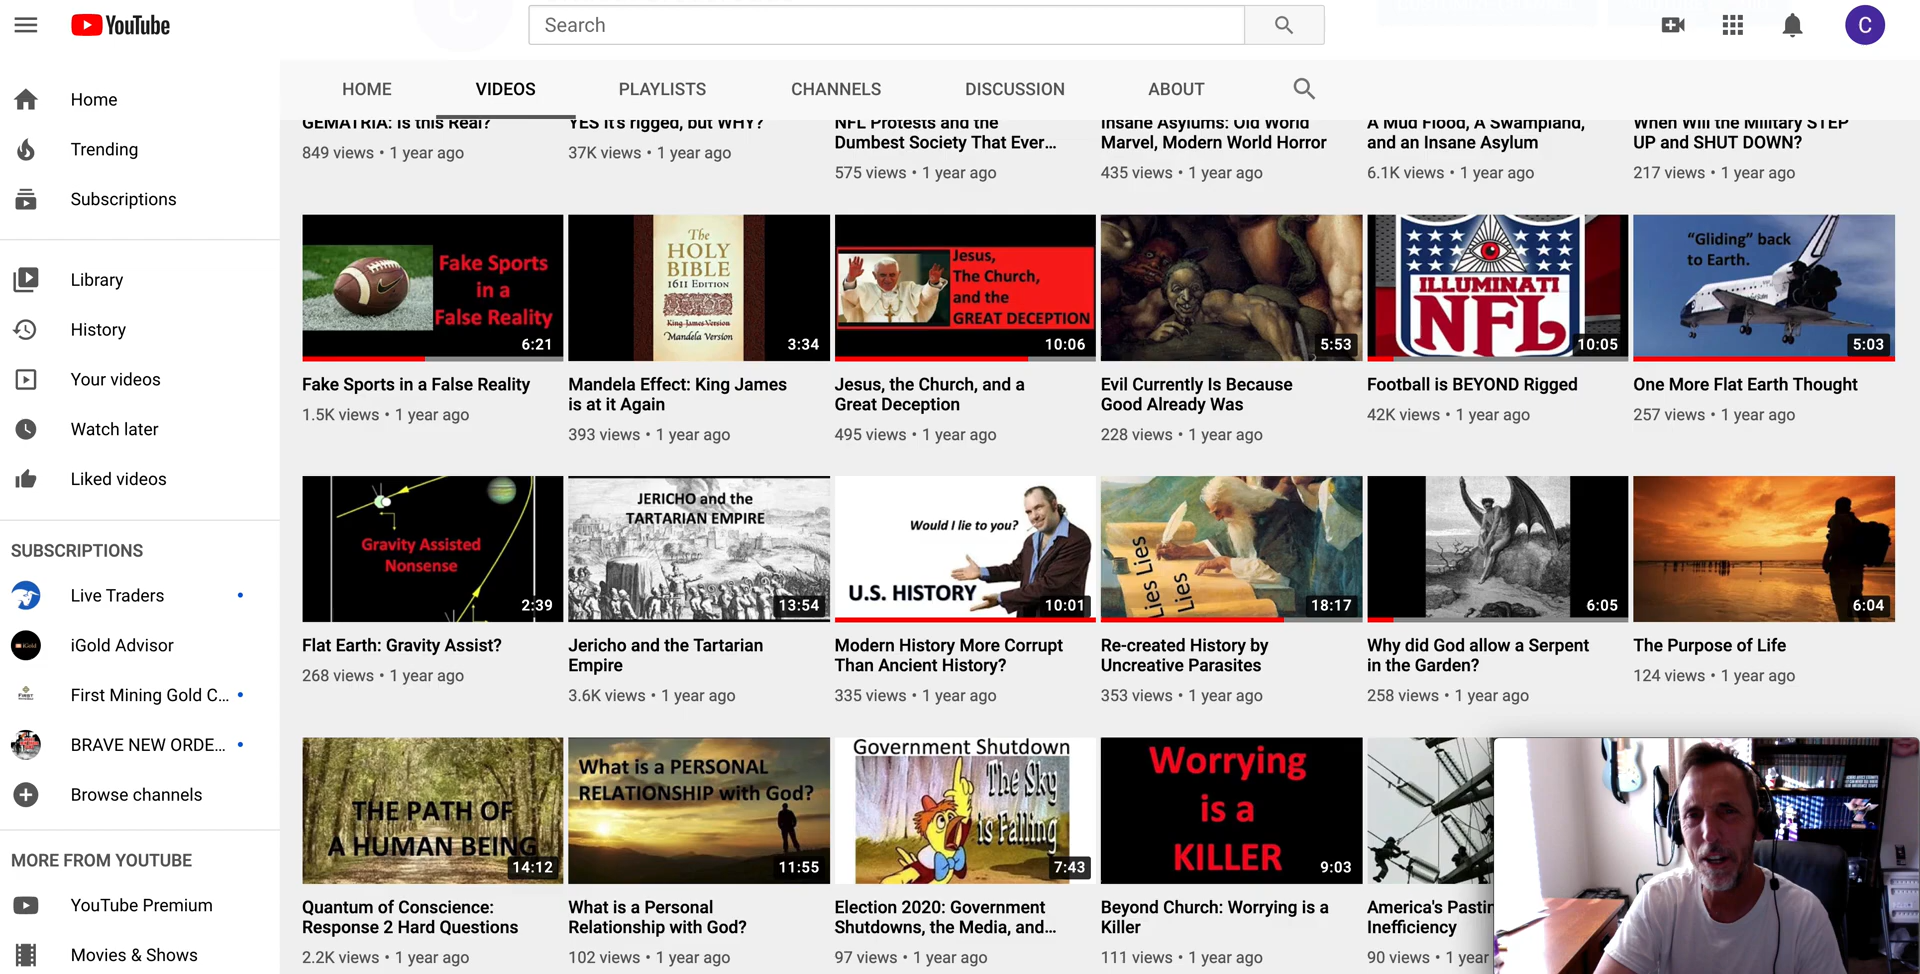 YouTube
Search
C
Home
Trending
Subscriptions
Library
History
Your videos
Watch later
Liked videos
SUBSCRIPTIONS
Live Traders
iGold Advisor
First Mining Gold C...
BRAVE NEW ORDE...
Browse channels
MORE FROM YOUTUBE
YouTube Premium
Movies & Shows
HOME
VIDEOS
PLAYLISTS
CHANNELS
DISCUSSION
ABOUT
GEMATRIA: Is this Real?
849 views • 1 year ago
YES it's rigged, but WHY?
37K views • 1 year ago
NFL Protests and the
Dumbest Society That Ever...
575 views • 1 year ago
Insane Asylums: Old World
Marvel, Modern World Horror
435 views • 1 year ago
A Mud Flood, A Swampland,
and an Insane Asylum
6.1K views • 1 year ago
When Will the Military STEP
UP and SHUT DOWN?
217 views • 1 year ago
Fake Sports
in a
False Reality
6:21
Fake Sports in a False Reality
1.5K views • 1 year ago
The
HOLY
BIBLE
1611 EDITION
King James Version
Mandela Version
3:34
Mandela Effect: King James
is at it Again
393 views • 1 year ago
Jesus,
The Church,
and the
GREAT DECEPTION
10:06
Jesus, the Church, and a
Great Deception
495 views • 1 year ago
5:53
Evil Currently Is Because
Good Already Was
228 views • 1 year ago
ILLUMINATI
NFL
10:05
Football is BEYOND Rigged
42K views • 1 year ago
“Gliding” back
to Earth.
5:03
One More Flat Earth Thought
257 views • 1 year ago
Gravity Assisted
Nonsense
2:39
Flat Earth: Gravity Assist?
268 views • 1 year ago
JERICHO and the
TARTARIAN EMPIRE
13:54
Jericho and the Tartarian
Empire
3.6K views • 1 year ago
Would I lie to you?
U.S. HISTORY
10:01
Modern History More Corrupt
Than Ancient History?
335 views • 1 year ago
Lies Lies
Lies
18:17
Re-created History by
Uncreative Parasites
353 views • 1 year ago
6:05
Why did God allow a Serpent
in the Garden?
258 views • 1 year ago
6:04
The Purpose of Life
124 views • 1 year ago
THE PATH OF
A HUMAN BEING
14:12
Quantum of Conscience:
Response 2 Hard Questions
2.2K views • 1 year ago
What is a PERSONAL
RELATIONSHIP with God?
11:55
What is a Personal
Relationship with God?
102 views • 1 year ago
Government Shutdown
The Sky
is Falling
7:43
Election 2020: Government
Shutdowns, the Media, and...
97 views • 1 year ago
Worrying
is a
KILLER
9:03
Beyond Church: Worrying is a
Killer
111 views • 1 year ago
America's Pastin
Inefficiency
90 views • 1 year